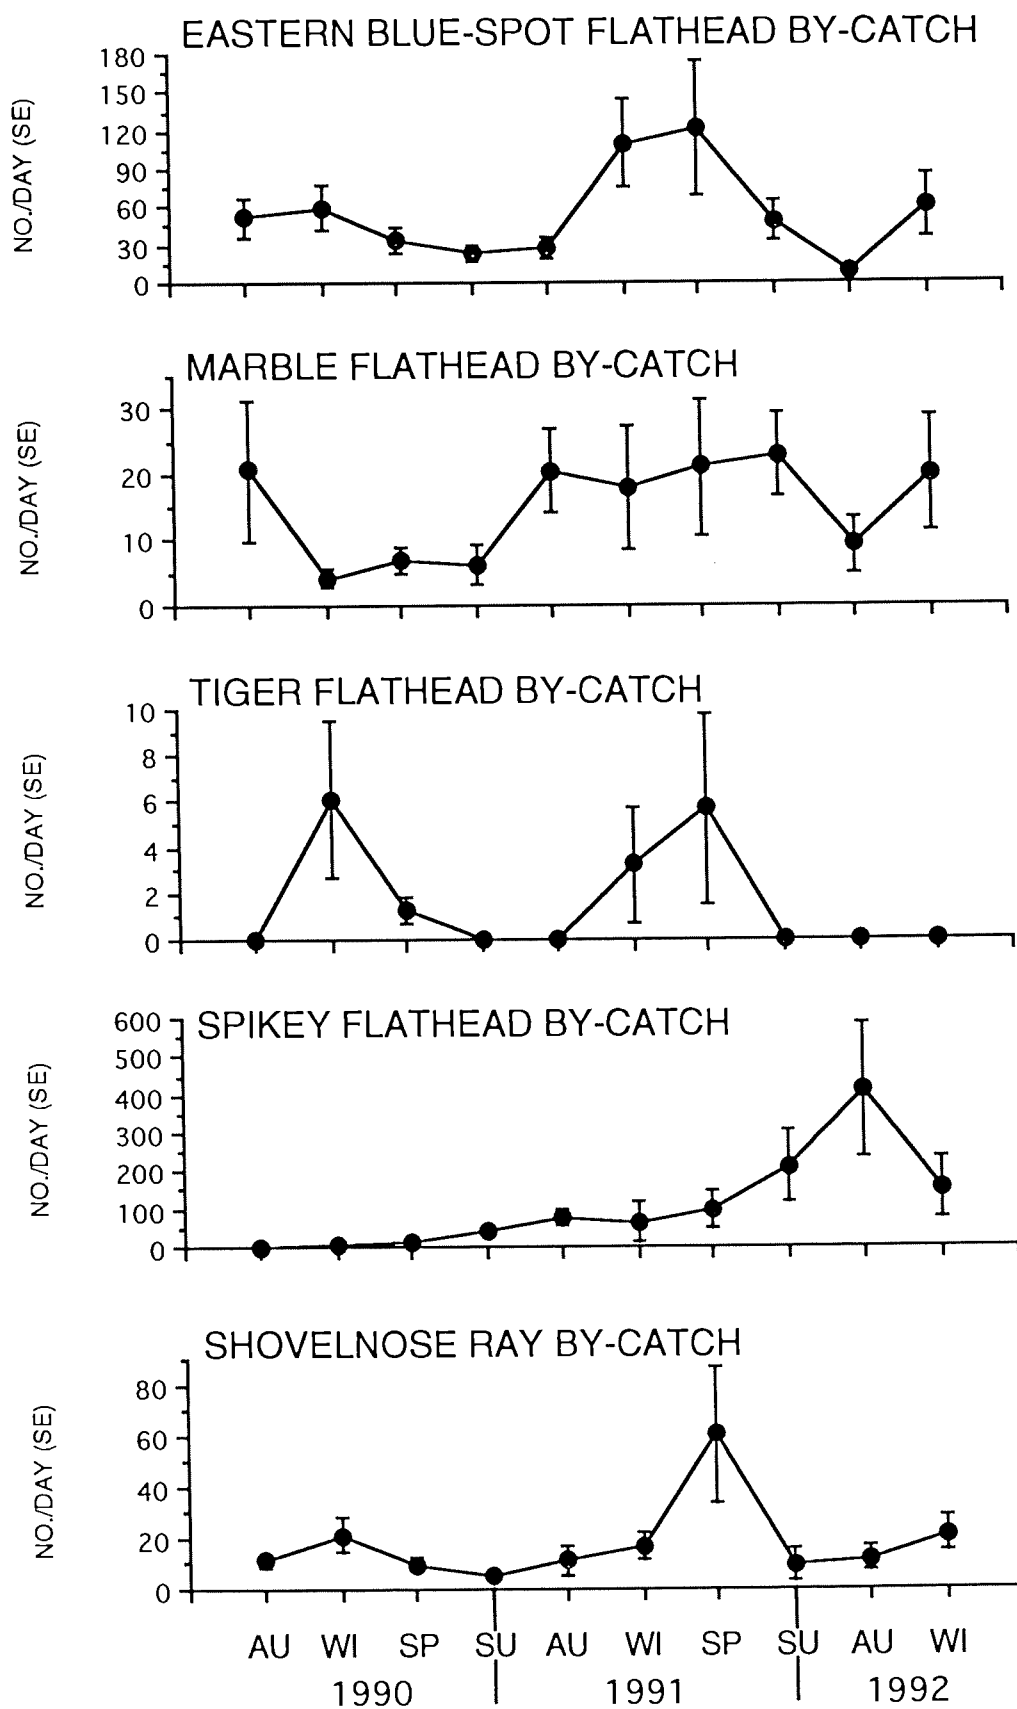 EASTERN BLUE-SPOT FLATHEAD BY-CATCH
180
150
120
90
60
30
0
NO./DAY (SE)
MARBLE FLATHEAD BY-CATCH
30
20
10
0
NO./DAY (SE)
TIGER FLATHEAD BY-CATCH
10
8
6
4
2
0
NO./DAY (SE)
SPIKEY FLATHEAD BY-CATCH
600
500
400
300
200
100
0
NO./DAY (SE)
SHOVELNOSE RAY BY-CATCH
80
60
40
20
0
NO./DAY (SE)
AU WI SP SU AU WI SP SU AU WI
1990 1991 1992